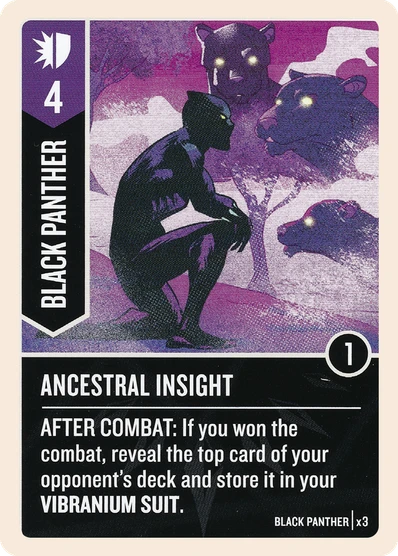 4
BLACK PANTHER
1
ANCESTRAL INSIGHT
AFTER COMBAT: If you won the
combat, reveal the top card of your
opponent's deck and store it in your
VIBRANIUM SUIT.
BLACK PANTHER | x3